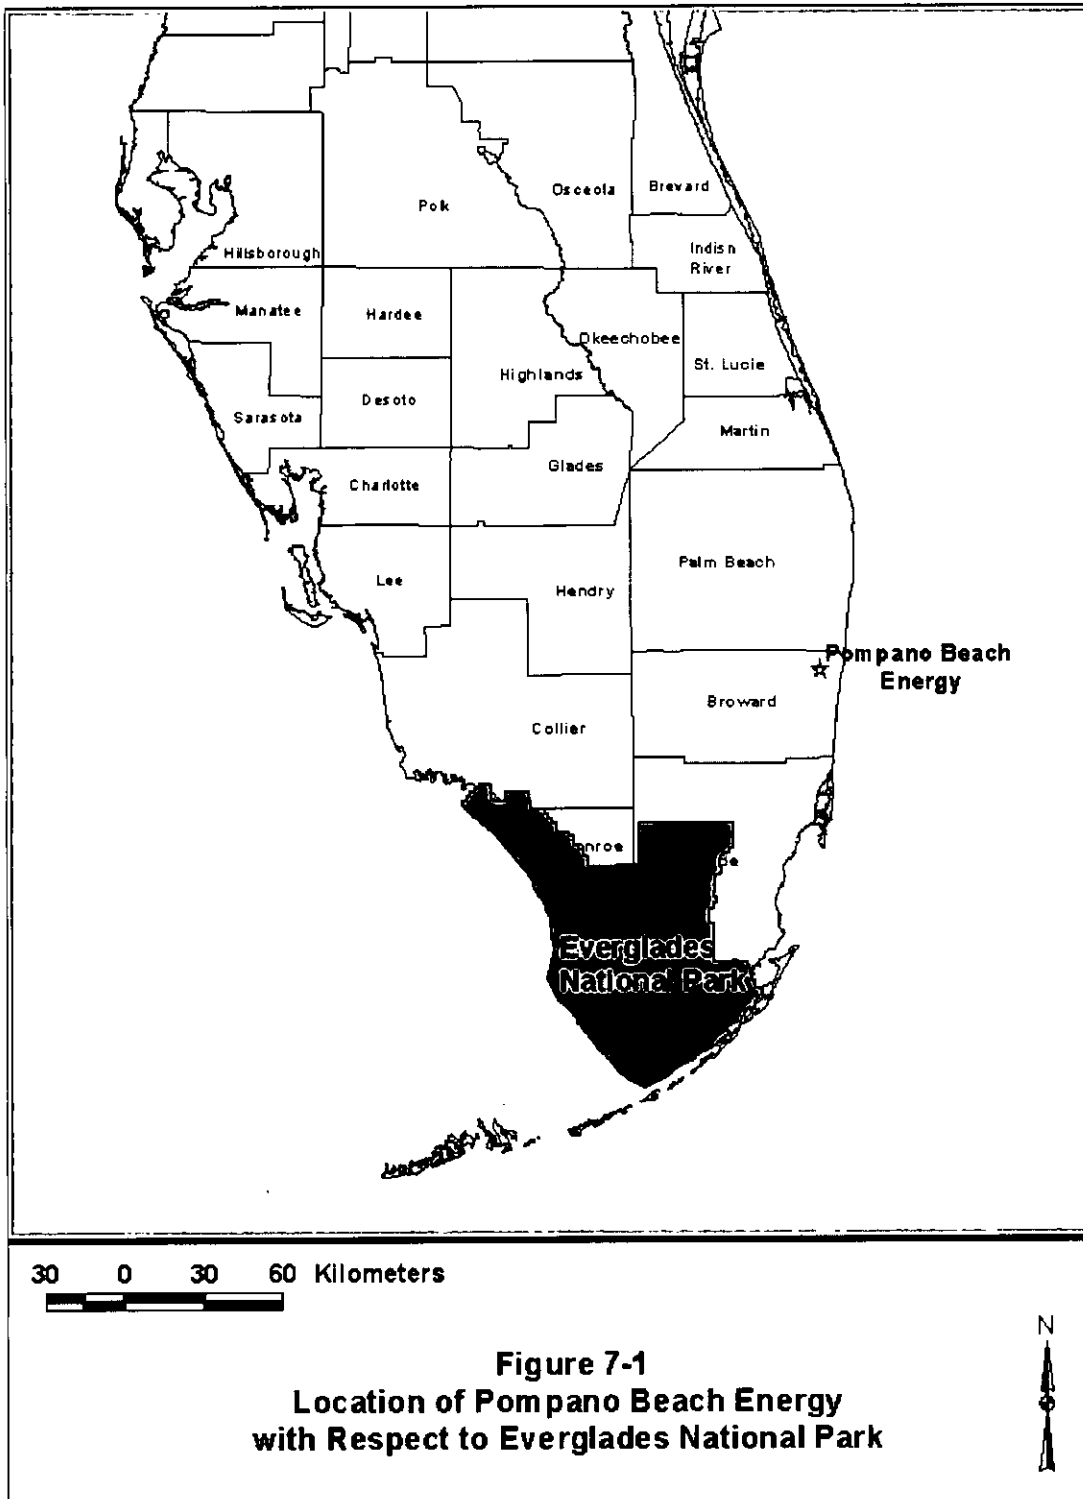 Osceola
Brevard
Polk
Hillsborough
Indian
River
Manatee
Hardee
Okeechobee
St. Lucie
Highlands
Desoto
Sarasota
Martin
Glades
Charlotte
Palm Beach
Lee
Hendry
Pompano Beach
Energy
Broward
Collier
nroe
Everglades
National Park
30 0 30 60 Kilometers
N
Figure 7-1
Location of Pompano Beach Energy
with Respect to Everglades National Park